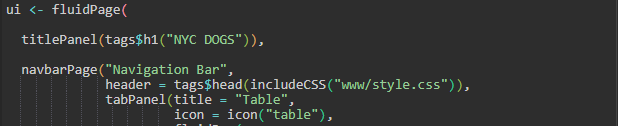 ui <- fluidPage(
titlePanel(tags$h1("NYC DOGS")),
navbarPage("Navigation Bar",
header = tags$head(includeCSS("www/style.css")),
tabPanel(title = "Table",
icon = icon("table"),